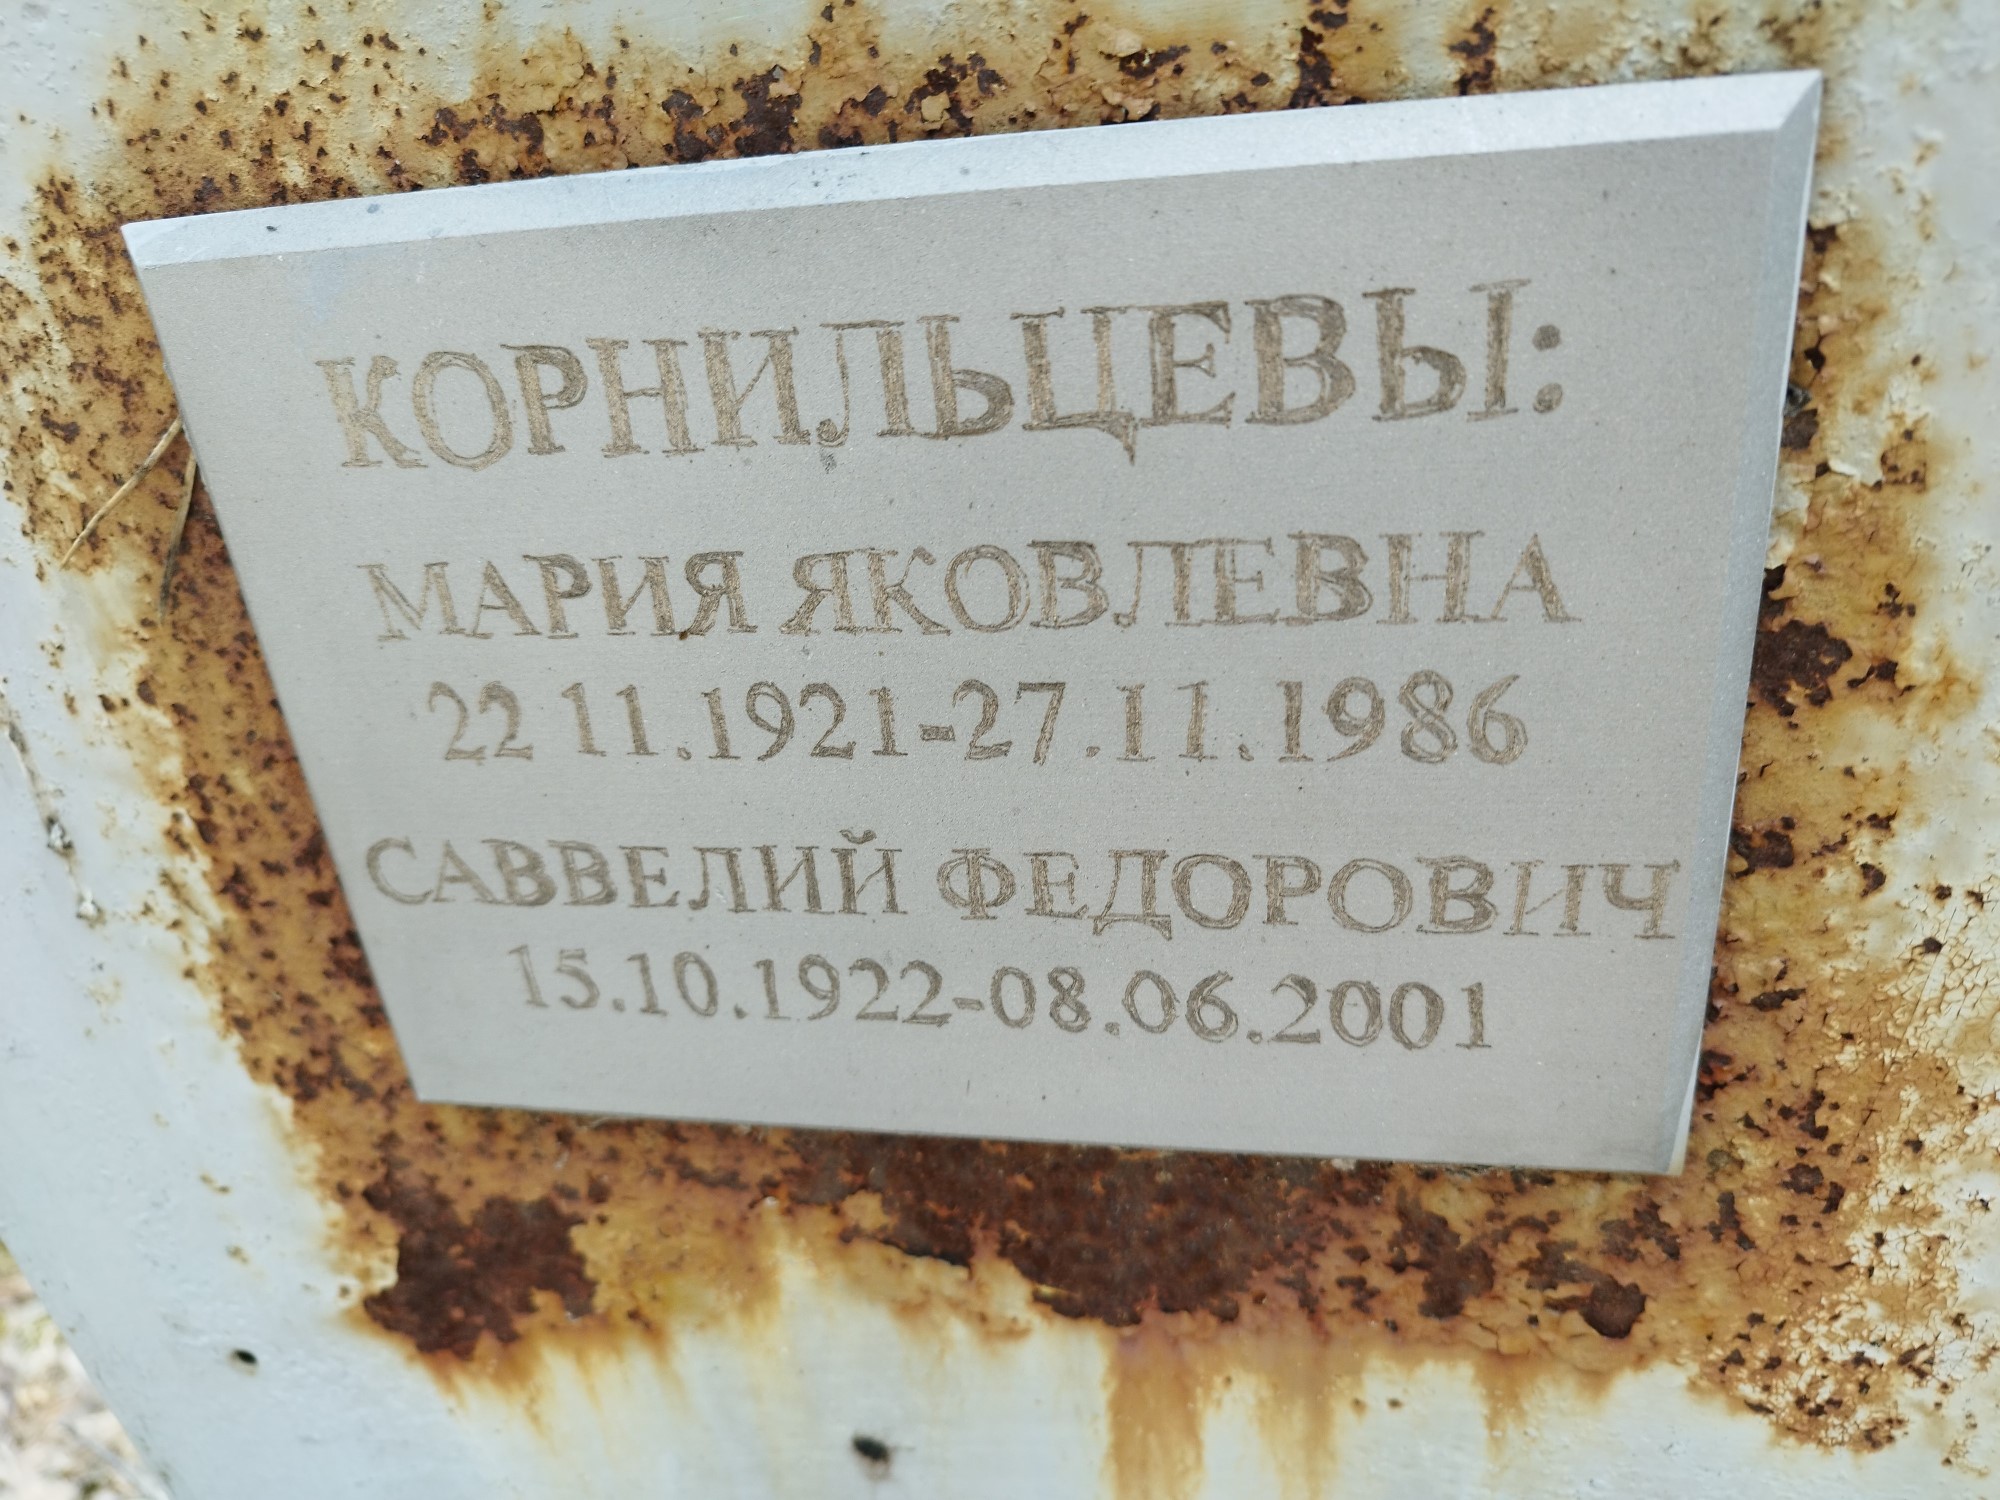 КОРНИЛЬЦЕВЫ:
МАРИЯ ЯКОВЛЕВНА
22 11.1921-27.11.1986
САВВЕЛИЙ ФЕДОРОВИЧ
15.10.1922-08.06.2001